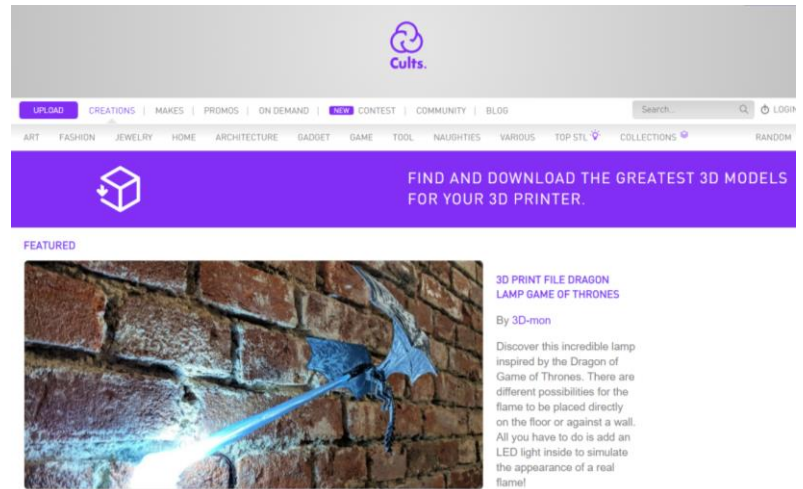 Cults.
UPLOAD CREATIONS | MAKES | PROMOS | ON DEMAND | NEW CONTEST | COMMUNITY | BLOG Search... LOGIN
ART FASHION JEWELRY HOME ARCHITECTURE GADGET GAME TOOL NAUGHTIES VARIOUS TOP STL COLLECTIONS RANDOM
FIND AND DOWNLOAD THE GREATEST 3D MODELS
FOR YOUR 3D PRINTER.
FEATURED
3D PRINT FILE DRAGON
LAMP GAME OF THRONES
By 3D-mon
Discover this incredible lamp
inspired by the Dragon of
Game of Thrones. There are
different possibilities for the
flame to be placed directly
on the floor or against a wall.
All you have to do is add an
LED light inside to simulate
the appearance of a real
flame!